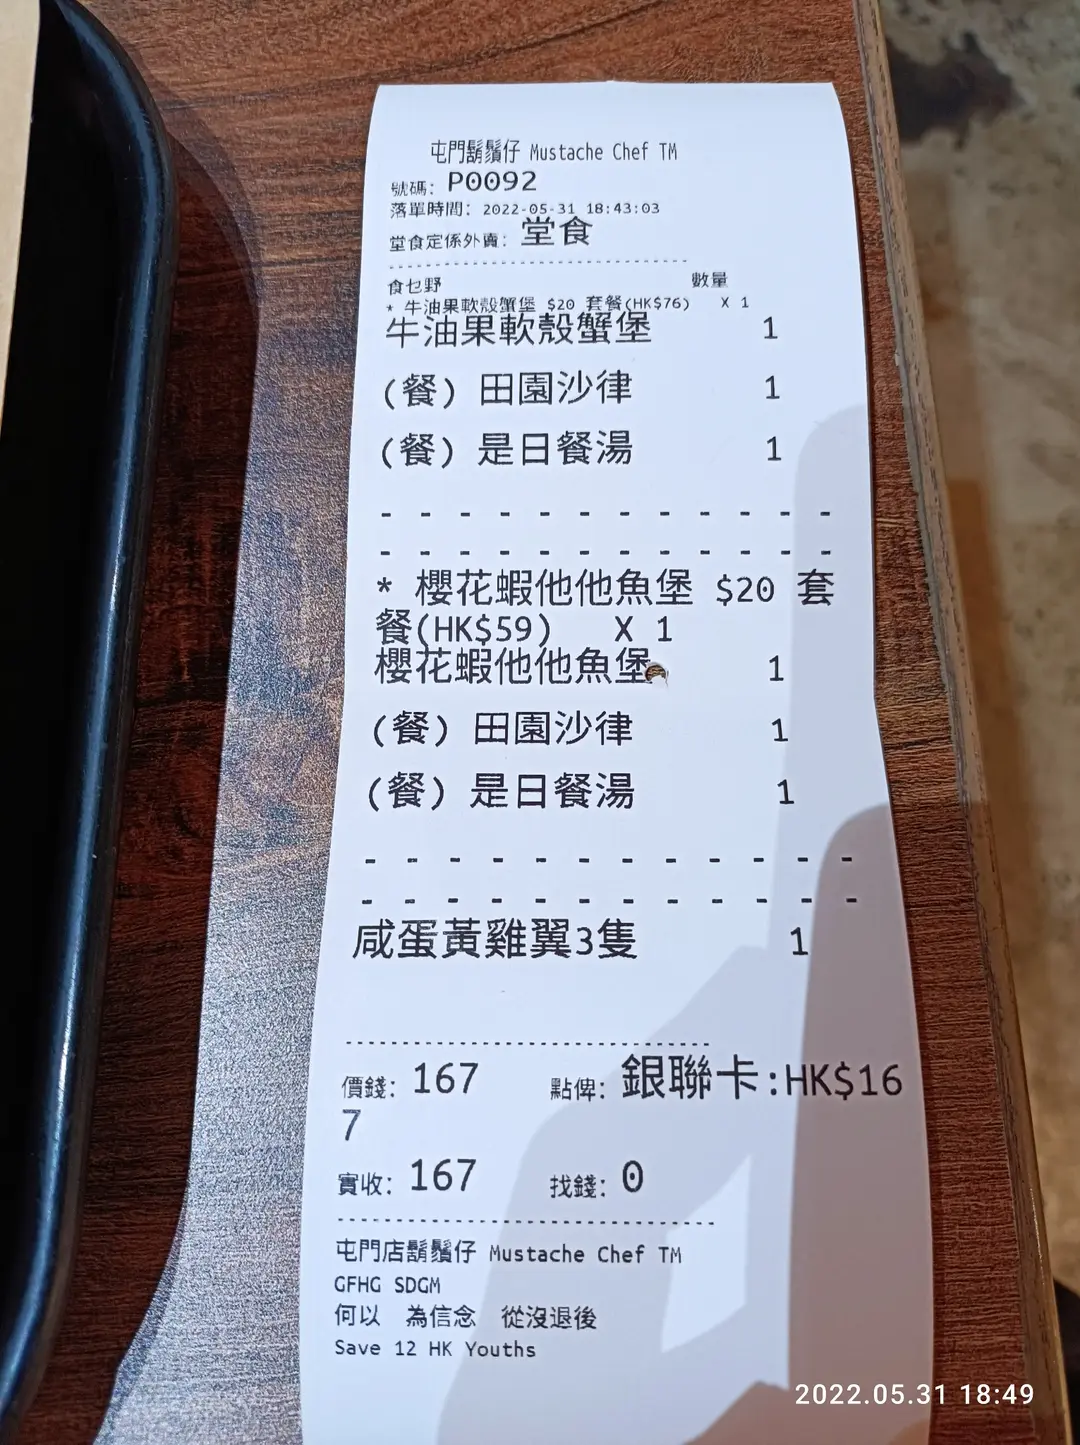 屯門鬍鬚仔 Mustache Chef TM
號碼: P0092
落單時間: 2022-05-31 18:43:03
堂食定係外賣: 堂食
食乜野 數量
* 牛油果軟殼蟹堡 $20 套餐(HK$76) X 1
牛油果軟殼蟹堡 1
(餐) 田園沙律 1
(餐) 是日餐湯 1
* 櫻花蝦他他魚堡 $20 套
餐(HK$59) X 1
櫻花蝦他他魚堡 1
(餐) 田園沙律 1
(餐) 是日餐湯 1
咸蛋黃雞翼3隻 1
價錢: 167 點俾: 銀聯卡:HK$16
7
實收: 167 找錢: 0
屯門店鬍鬚仔 Mustache Chef TM
GFHG SDGM
何以 為信念 從沒退後
Save 12 HK Youths
2022.05.31 18:49